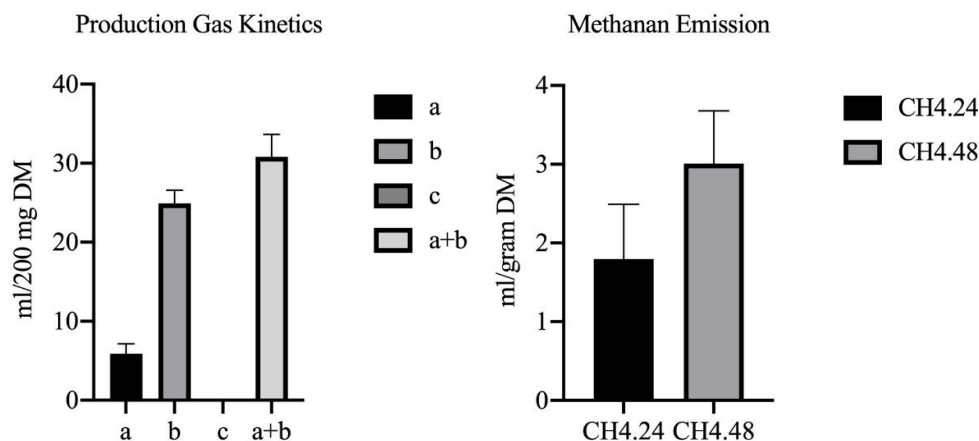 Production Gas Kinetics
ml/200 mg DM
40
30
20
10
0
a
b
c
a+b
a
b
c
a+b
Methanan Emission
ml/gram DM
4
3
2
1
0
CH4.24
CH4.48
CH4.24
CH4.48